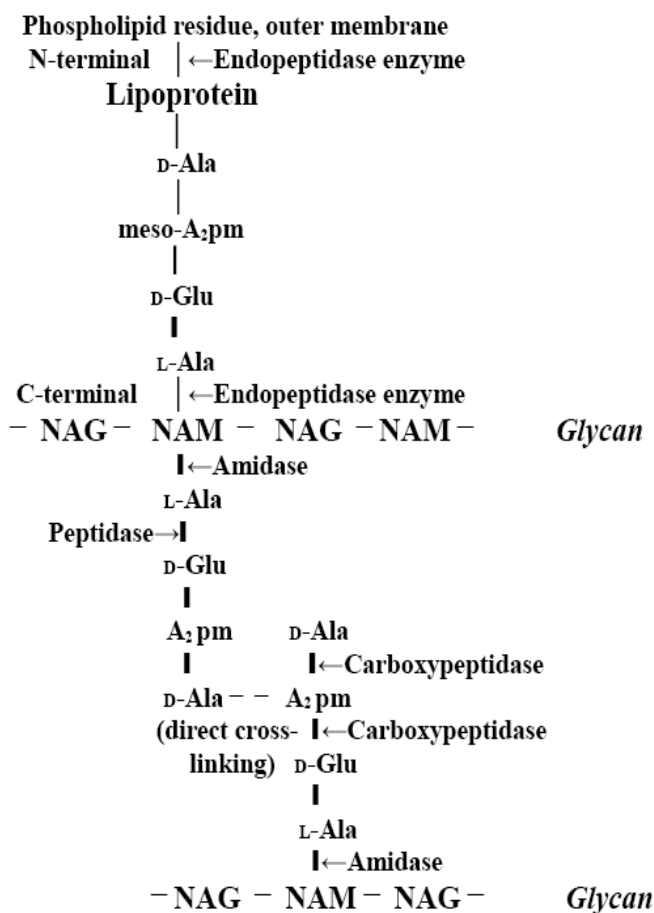 Phospholipid residue, outer membrane
N-terminal | ←Endopeptidase enzyme
Lipoprotein
|
D-Ala
|
meso-A₂pm
|
D-Glu
|
L-Ala
C-terminal | ←Endopeptidase enzyme
– NAG – NAM – NAG –NAM– Glycan
|←Amidase
L-Ala
Peptidase→|
D-Glu
|
A₂pm D-Ala
| |←Carboxypeptidase
D-Ala– – A₂pm
(direct cross- |←Carboxypeptidase
linking) D-Glu
|
L-Ala
|←Amidase
–NAG – NAM– NAG– Glycan